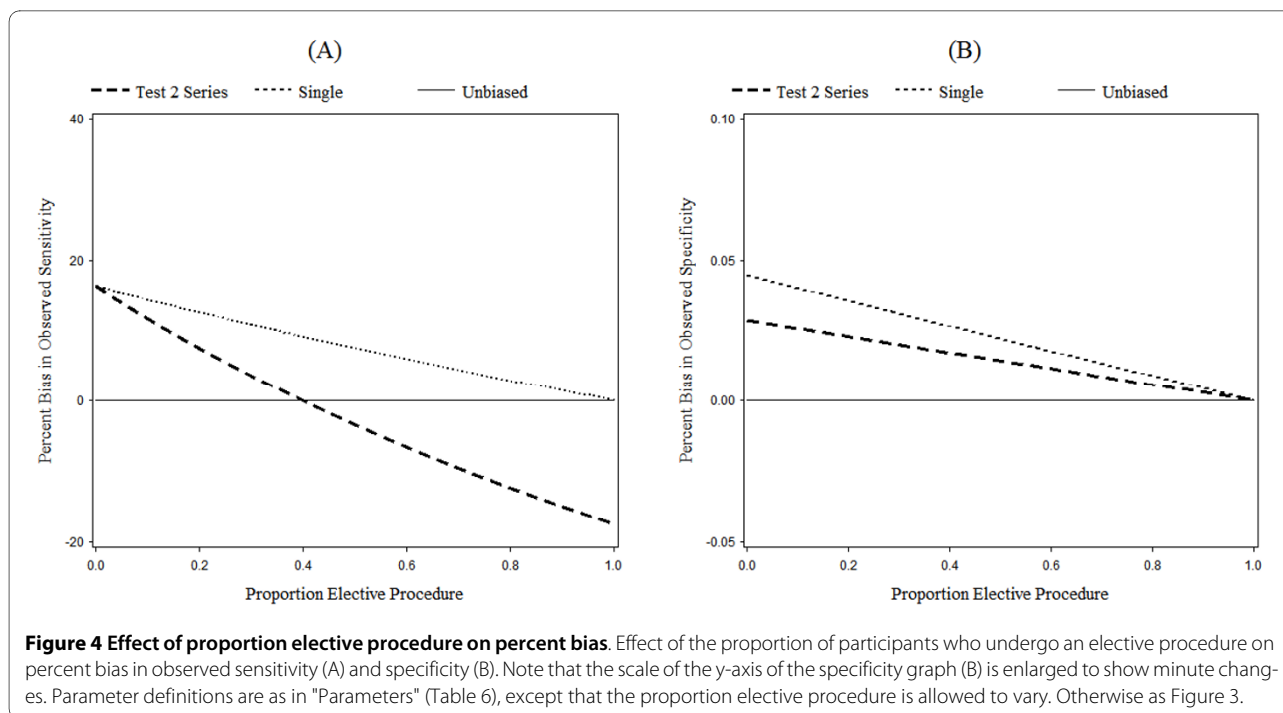 (A)
Test 2 Series Single Unbiased
40
20
0
-20
Percent Bias in Observed Sensitivity
0.0 0.2 0.4 0.6 0.8 1.0
Proportion Elective Procedure
(B)
Test 2 Series Single Unbiased
0.10
0.05
0.00
-0.05
Percent Bias in Observed Specificity
0.0 0.2 0.4 0.6 0.8 1.0
Proportion Elective Procedure
Figure 4 Effect of proportion elective procedure on percent bias. Effect of the proportion of participants who undergo an elective procedure on
percent bias in observed sensitivity (A) and specificity (B). Note that the scale of the y-axis of the specificity graph (B) is enlarged to show minute chang-
es. Parameter definitions are as in "Parameters" (Table 6), except that the proportion elective procedure is allowed to vary. Otherwise as Figure 3.